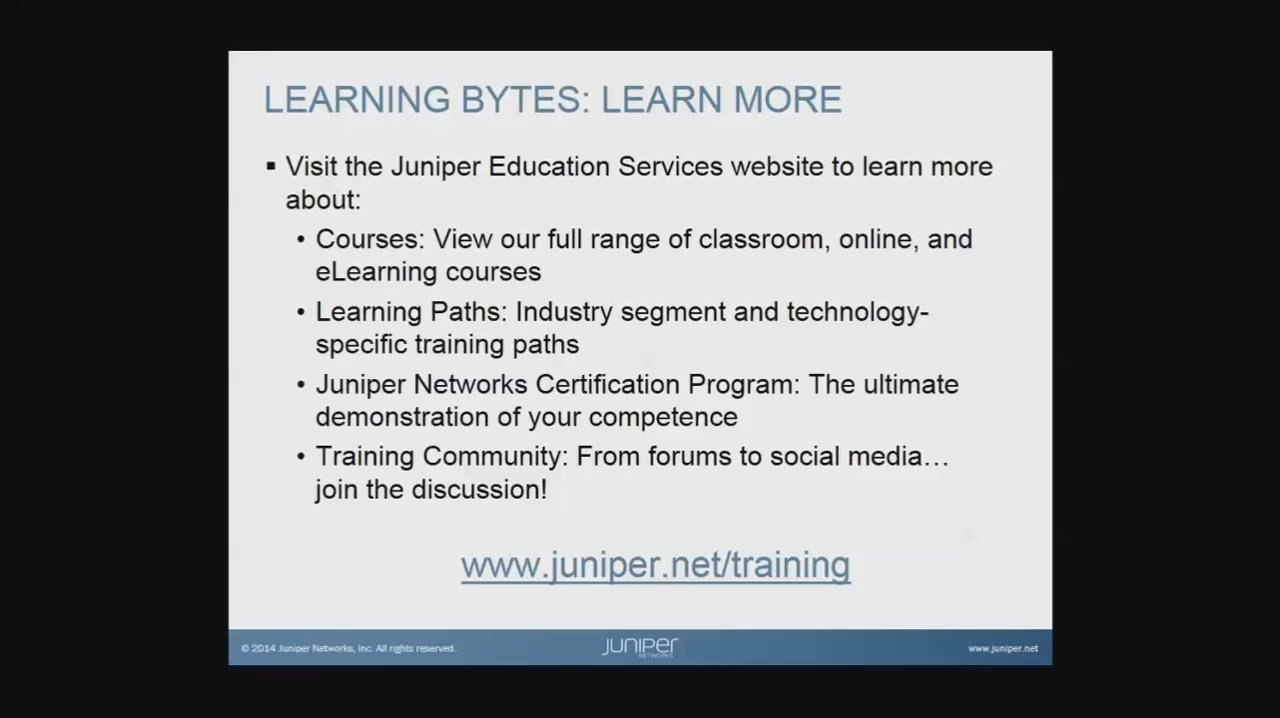 LEARNING BYTES: LEARN MORE
▪ Visit the Juniper Education Services website to learn more
about:
• Courses: View our full range of classroom, online, and
eLearning courses
• Learning Paths: Industry segment and technology-
specific training paths
• Juniper Networks Certification Program: The ultimate
demonstration of your competence
• Training Community: From forums to social media…
join the discussion!
www.juniper.net/training
© 2014 Juniper Networks, Inc. All rights reserved.
JUNIPER
NETWORKS
www.juniper.net